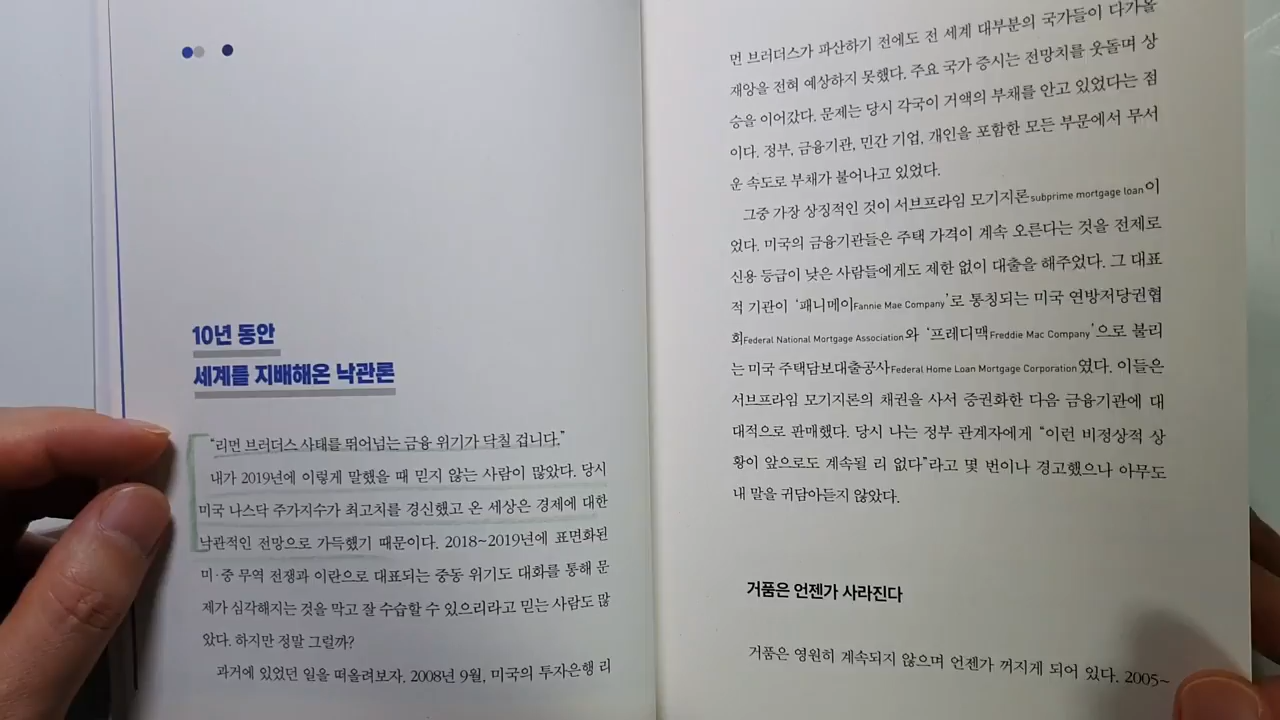 10년 동안
세계를 지배해온 낙관론
“리먼 브러더스 사태를 뛰어넘는 금융 위기가 닥칠 겁니다.”
내가 2019년에 이렇게 말했을 때 믿지 않는 사람이 많았다. 당시
미국 나스닥 주가지수가 최고치를 경신했고 온 세상은 경제에 대한
낙관적인 전망으로 가득했기 때문이다. 2018~2019년에 표면화된
미·중 무역 전쟁과 이란으로 대표되는 중동 위기도 대화를 통해 문
제가 심각해지는 것을 막고 잘 수습할 수 있으리라고 믿는 사람도 많
았다. 하지만 정말 그럴까?
과거에 있었던 일을 떠올려보자. 2008년 9월, 미국의 투자은행 리
먼 브러더스가 파산하기 전에도 전 세계 대부분의 국가들이 다가올
재앙을 전혀 예상하지 못했다. 주요 국가 증시는 전망치를 웃돌며 상
승을 이어갔다. 문제는 당시 각국이 거액의 부채를 안고 있었다는 점
이다. 정부, 금융기관, 민간 기업, 개인을 포함한 모든 부문에서 무서
운 속도로 부채가 불어나고 있었다.
그중 가장 상징적인 것이 서브프라임 모기지론subprime mortgage loan이
었다. 미국의 금융기관들은 주택 가격이 계속 오른다는 것을 전제로
신용 등급이 낮은 사람들에게도 제한 없이 대출을 해주었다. 그 대표
적 기관이 ‘패니메이Fannie Mae Company’로 통칭되는 미국 연방저당권협
회Federal National Mortgage Association와 ‘프레디맥Freddie Mac Company’으로 불리
는 미국 주택담보대출공사Federal Home Loan Mortgage Corporation였다. 이들은
서브프라임 모기지론의 채권을 사서 증권화한 다음 금융기관에 대
대적으로 판매했다. 당시 나는 정부 관계자에게 “이런 비정상적 상
황이 앞으로도 계속될 리 없다”라고 몇 번이나 경고했으나 아무도
내 말을 귀담아듣지 않았다.
거품은 언젠가 사라진다
거품은 영원히 계속되지 않으며 언젠가 꺼지게 되어 있다. 2005~